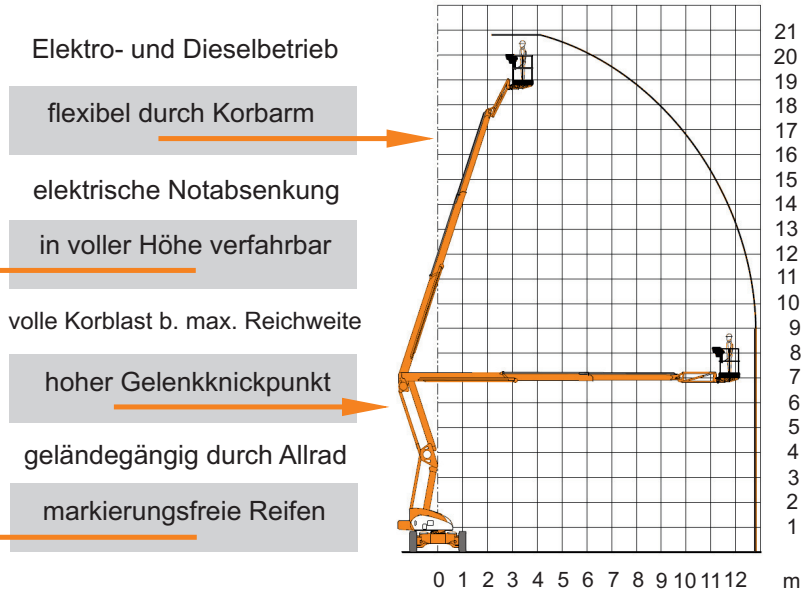 Elektro- und Dieselbetrieb
flexibel durch Korbarm
elektrische Notabsenkung
in voller Höhe verfahrbar
volle Korblast b. max. Reichweite
hoher Gelenkknickpunkt
geländegängig durch Allrad
markierungsfreie Reifen
21
20
19
18
17
16
15
14
13
12
11
10
9
8
7
6
5
4
3
2
1
0 1 2 3 4 5 6 7 8 9 10 11 12 m